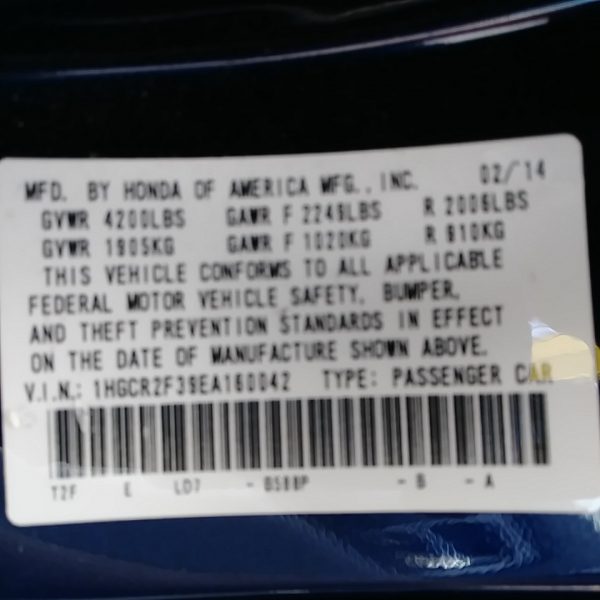 MFD. BY HONDA OF AMERICA MFG., INC. 02/14
GVWR 4200LBS GAWR F 2249LBS R 2006LBS
GVWR 1905KG GAWR F 1020KG R 910KG
THIS VEHICLE CONFORMS TO ALL APPLICABLE
FEDERAL MOTOR VEHICLE SAFETY, BUMPER,
AND THEFT PREVENTION STANDARDS IN EFFECT
ON THE DATE OF MANUFACTURE SHOWN ABOVE.
V.I.N.: 1HGCR2F39EA160042 TYPE: PASSENGER CAR
T2F E LD7 - B588P - B - A